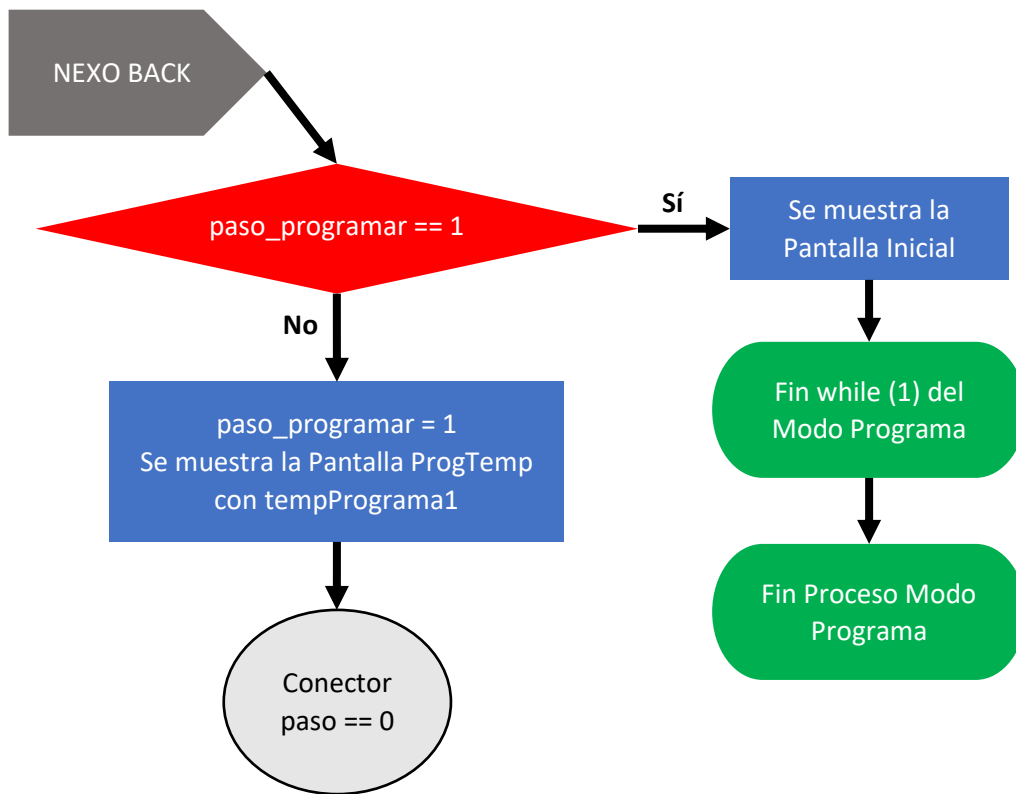 NEXO BACK
paso_programar == 1
Sí
Se muestra la
Pantalla Inicial
No
paso_programar = 1
Se muestra la Pantalla ProgTemp
con tempPrograma1
Fin while (1) del
Modo Programa
Fin Proceso Modo
Programa
Conector
paso == 0